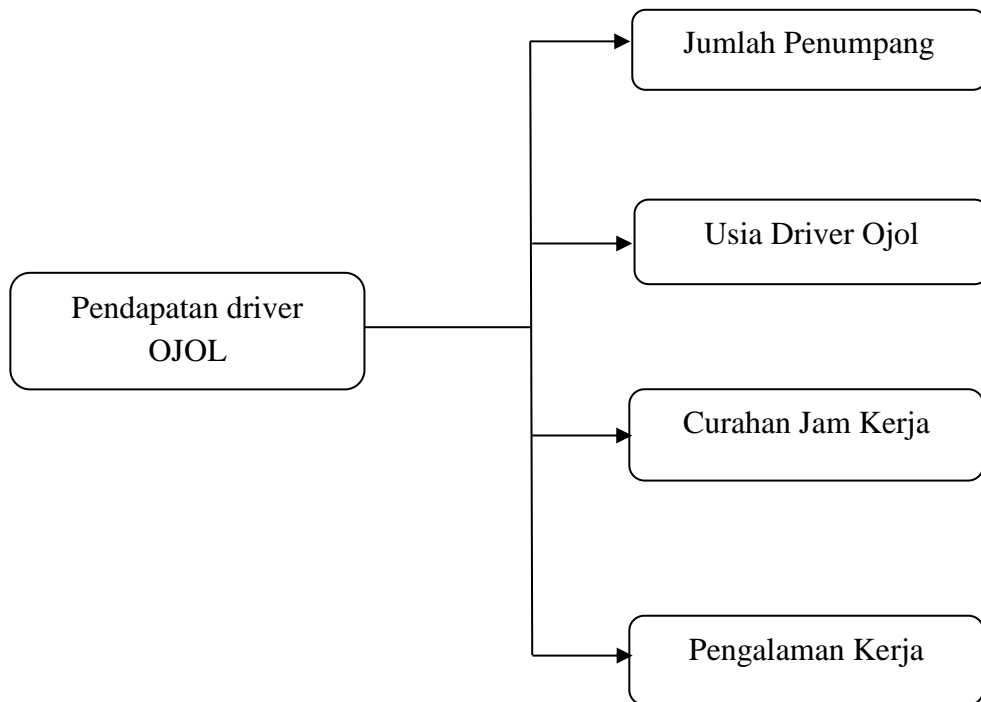 Jumlah Penumpang
Usia Driver Ojol
Pendapatan driver
OJOL
Curahan Jam Kerja
Pengalaman Kerja